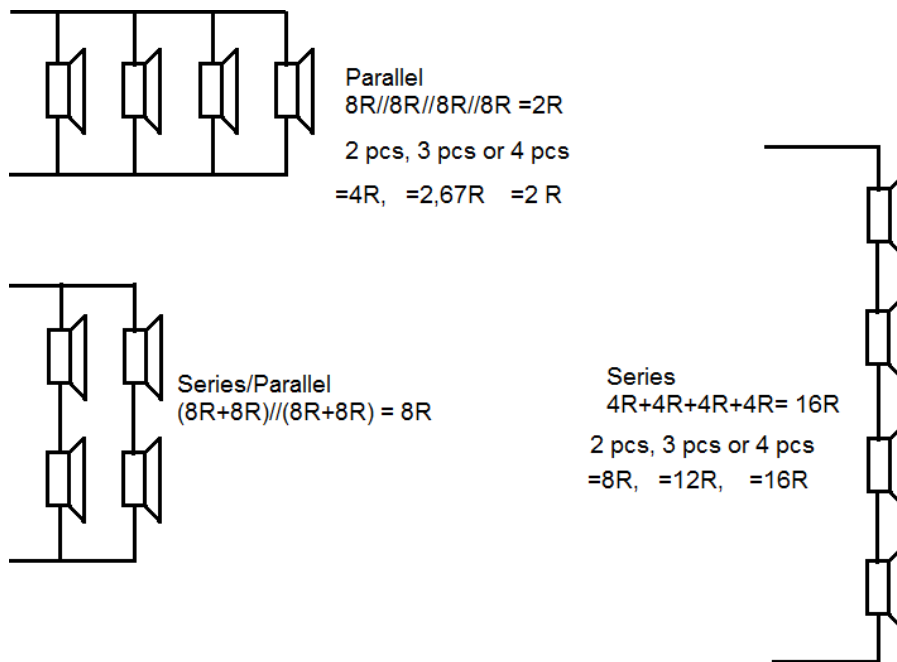 Parallel
8R//8R//8R//8R =2R
2 pcs, 3 pcs or 4 pcs
=4R, =2,67R =2 R
Series/Parallel
(8R+8R)//(8R+8R) = 8R
Series
4R+4R+4R+4R= 16R
2 pcs, 3 pcs or 4 pcs
=8R, =12R, =16R